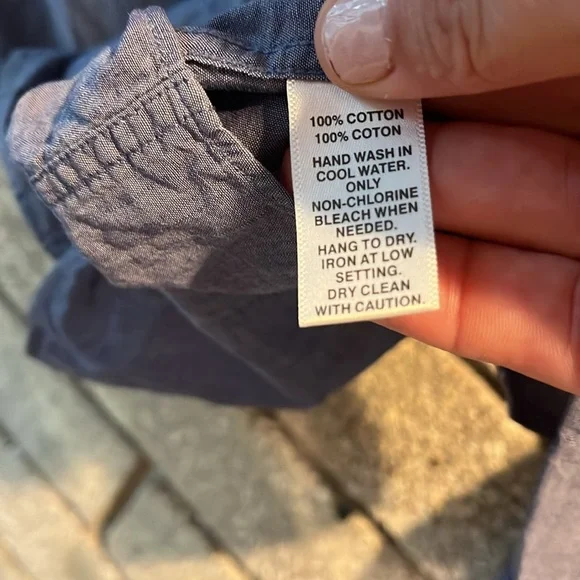 100% COTTON
100% COTON
HAND WASH IN
COOL WATER.
ONLY
NON-CHLORINE
BLEACH WHEN
NEEDED.
HANG TO DRY.
IRON AT LOW
SETTING.
DRY CLEAN
WITH CAUTION.